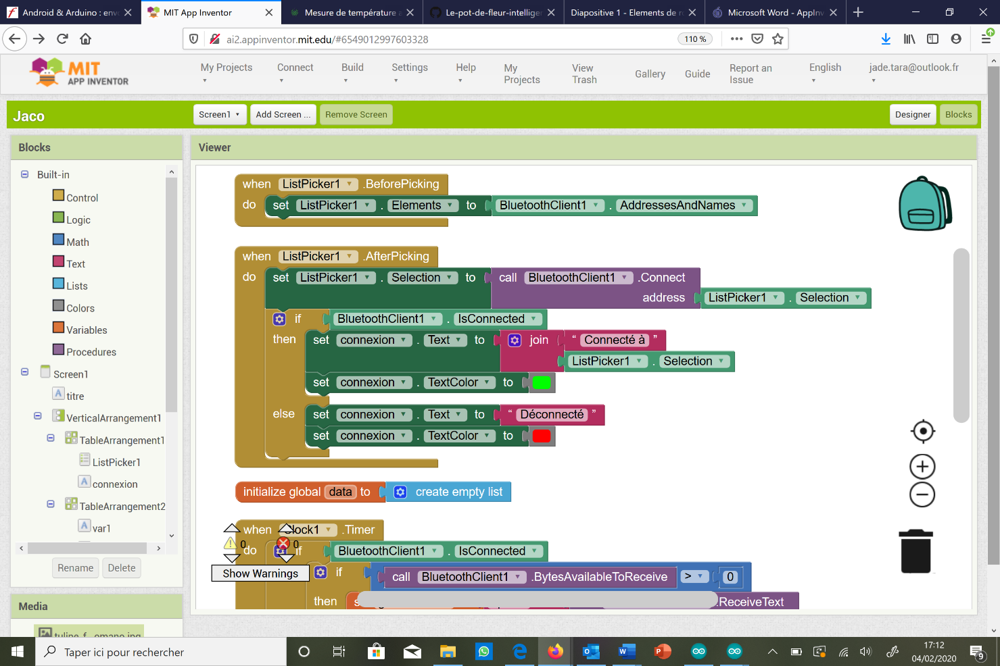 Android & Arduino : env
MIT App Inventor
Mesure de température a
Le-pot-de-fleur-intellige
Diapositive 1 - Elements de r
Microsoft Word - AppInv
ai2.appinventor.mit.edu/#6549012997603328
110 %
MIT
APP INVENTOR
My Projects
Connect
Build
Settings
Help
My Projects
View Trash
Gallery
Guide
Report an Issue
English
jade.tara@outlook.fr
Jaco
Screen1
Add Screen ...
Remove Screen
Designer
Blocks
Blocks
Built-in
Control
Logic
Math
Text
Lists
Colors
Variables
Procedures
Screen1
titre
VerticalArrangement1
TableArrangement1
ListPicker1
connexion
TableArrangement2
var1
Rename
Delete
Media
tulipe_f...omano.jpg
Viewer
when ListPicker1 .BeforePicking
do set ListPicker1 . Elements to BluetoothClient1 . AddressesAndNames
when ListPicker1 .AfterPicking
do set ListPicker1 . Selection to call BluetoothClient1 .Connect
address ListPicker1 . Selection
if BluetoothClient1 . IsConnected
then set connexion . Text to join “ Connecté à ”
ListPicker1 . Selection
set connexion . TextColor to
else set connexion . Text to “ Déconnecté ”
set connexion . TextColor to
initialize global data to create empty list
when Clock1 .Timer
do if BluetoothClient1 . IsConnected
0 0
Show Warnings
if call BluetoothClient1 .BytesAvailableToReceive > 0
then
.ReceiveText
Taper ici pour rechercher
17:12
04/02/2020
9